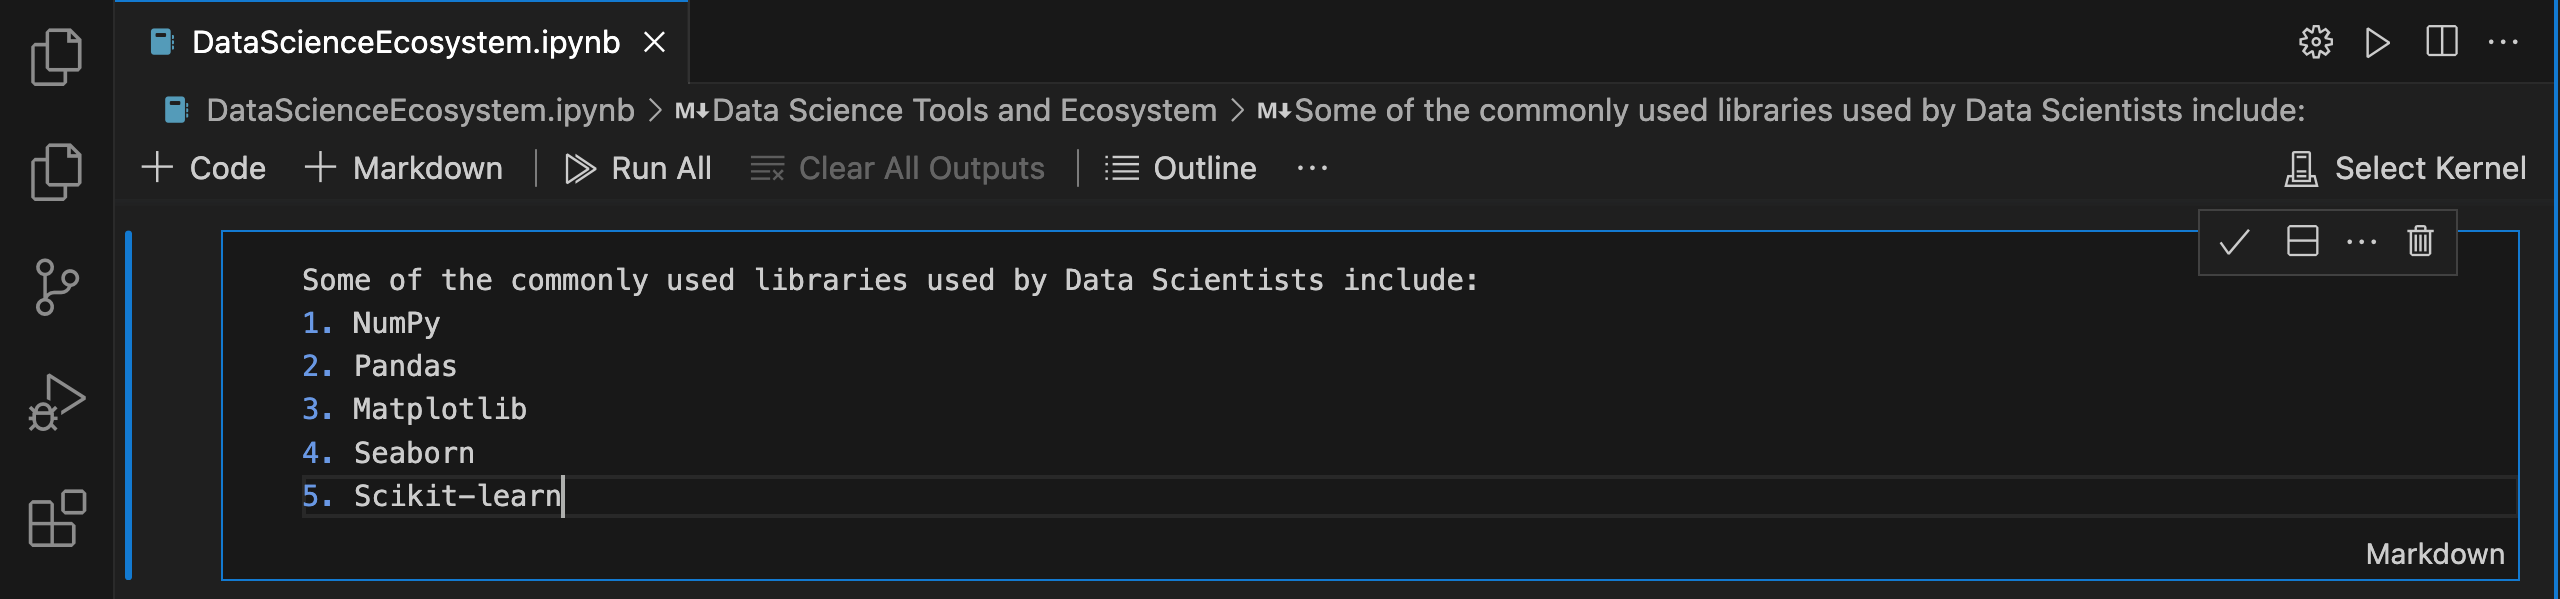 DataScienceEcosystem.ipynb
DataScienceEcosystem.ipynb > M↓Data Science Tools and Ecosystem > M↓Some of the commonly used libraries used by Data Scientists include:
+ Code + Markdown | Run All Clear All Outputs | Outline ··· Select Kernel
Some of the commonly used libraries used by Data Scientists include:
1. NumPy
2. Pandas
3. Matplotlib
4. Seaborn
5. Scikit-learn
Markdown